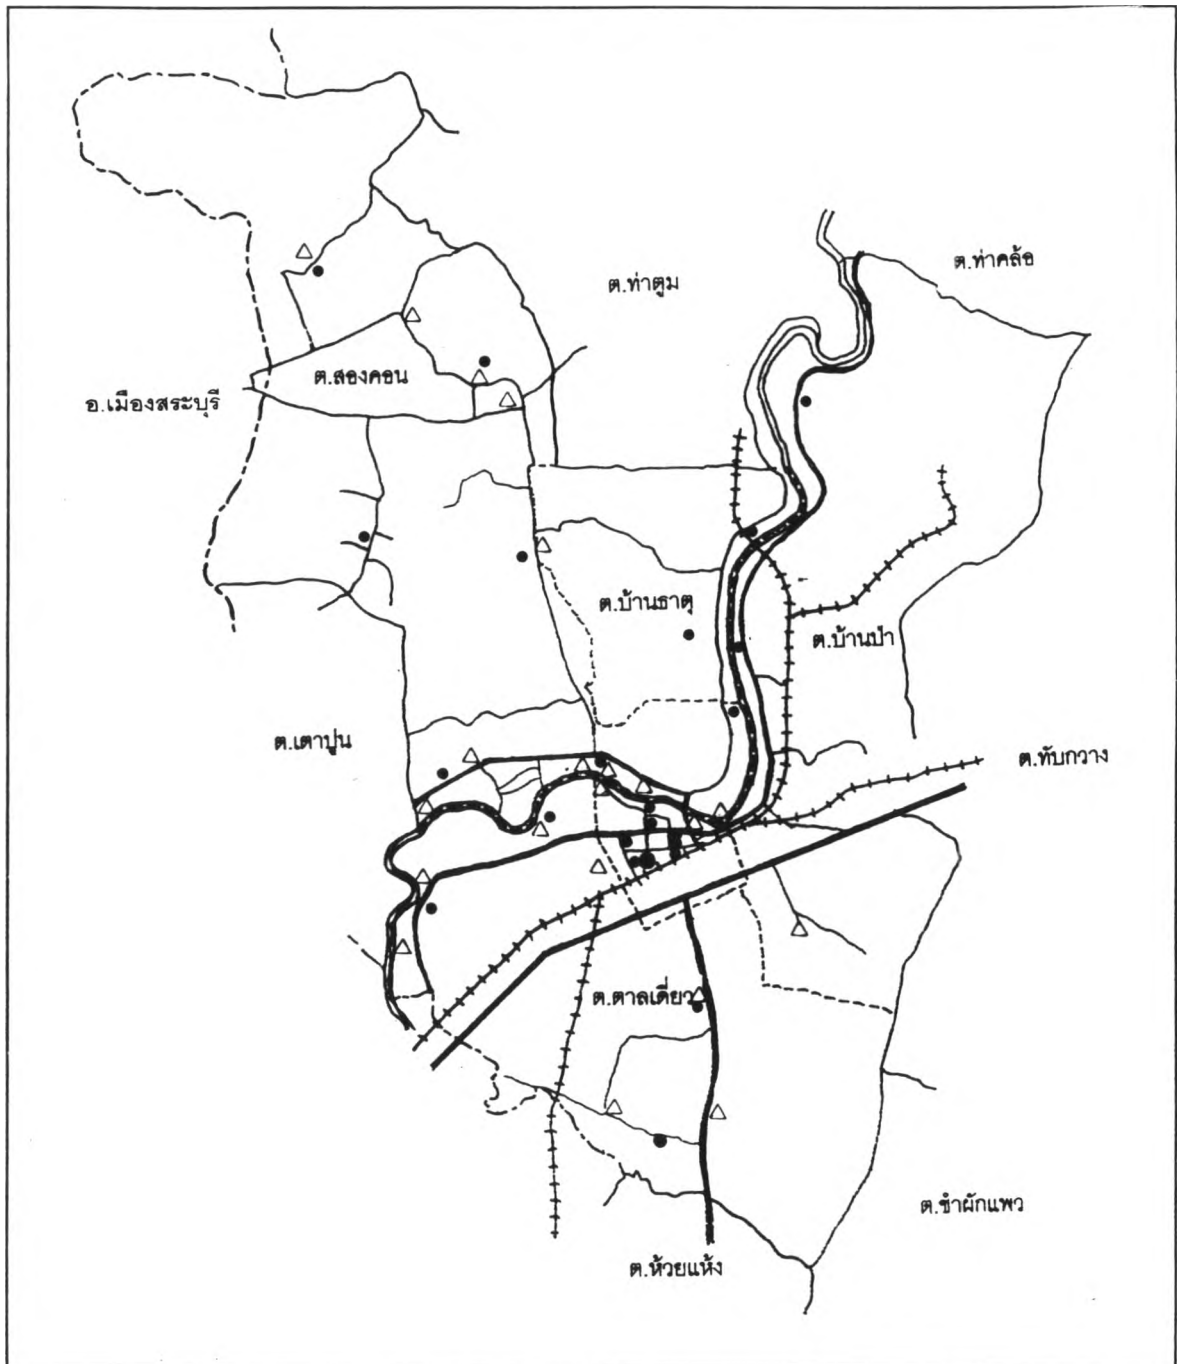 ต.ท่าคล้อ
ต.ท่าตูม
ต.สองคอน
อ.เมืองสระบุรี
ต.บ้านธาตุ
ต.บ้านป่า
ต.เตาปูน
ต.ทับกวาง
ต.ตาลเดี่ยว
ต.ชำผักแพว
ต.ห้วยแห้ง